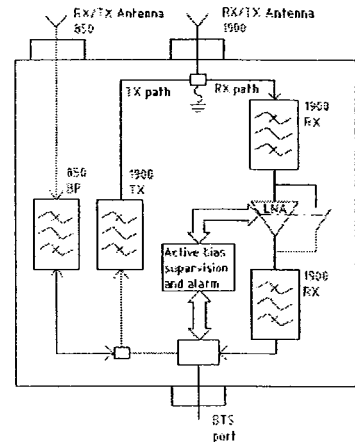 RX/TX Antenna
850
RX/TX Antenna
1900
TX path
RX path
1900
RX
850
BP
1900
TX
LNA
Active bias
supervision
and alarm
1900
RX
BTS
port